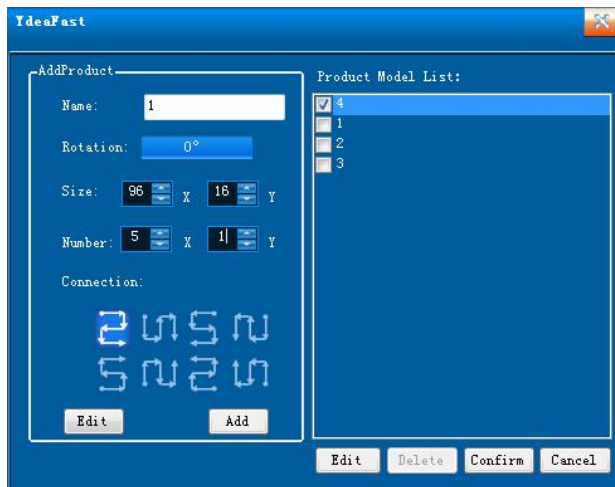 YdeaFast
AddProduct
Name: 1
Rotation: 0°
Size: 96 X 16 Y
Number: 5 X 1 Y
Connection:
Edit Add
Product Model List:
4
1
2
3
Edit Delete Confirm Cancel